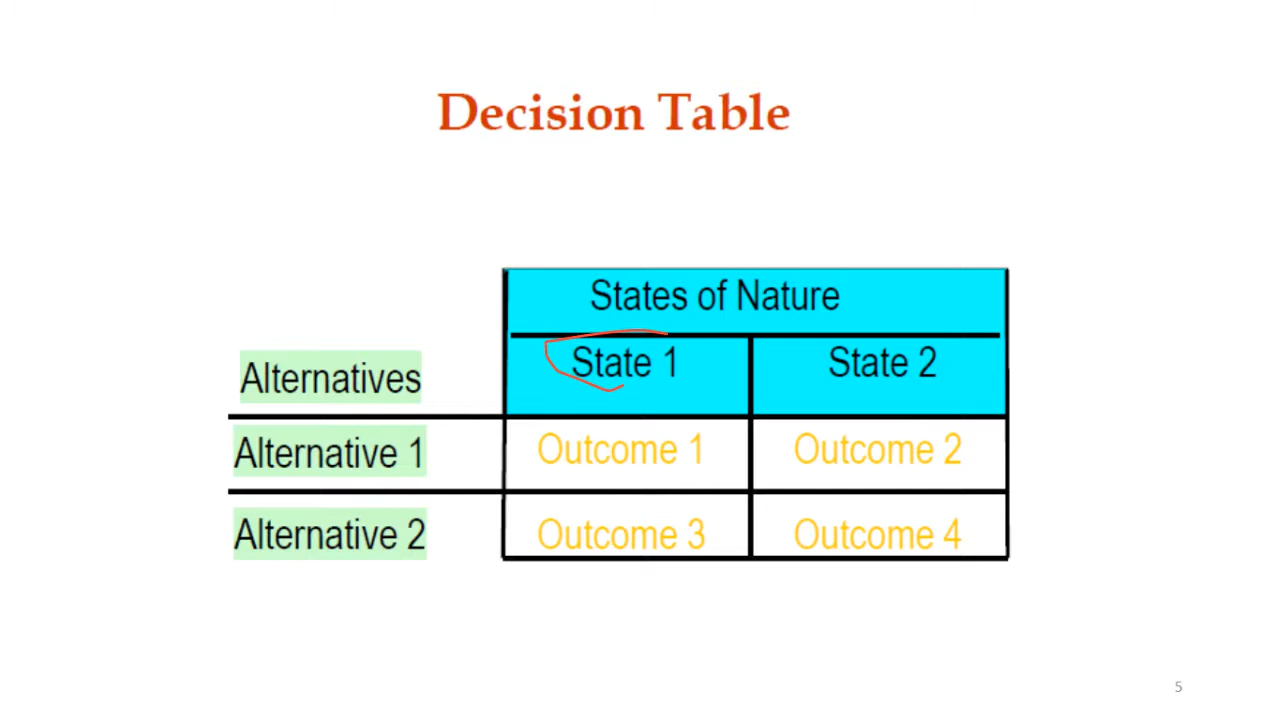 Decision Table
States of Nature
Alternatives State 1 State 2
Alternative 1 Outcome 1 Outcome 2
Alternative 2 Outcome 3 Outcome 4
5